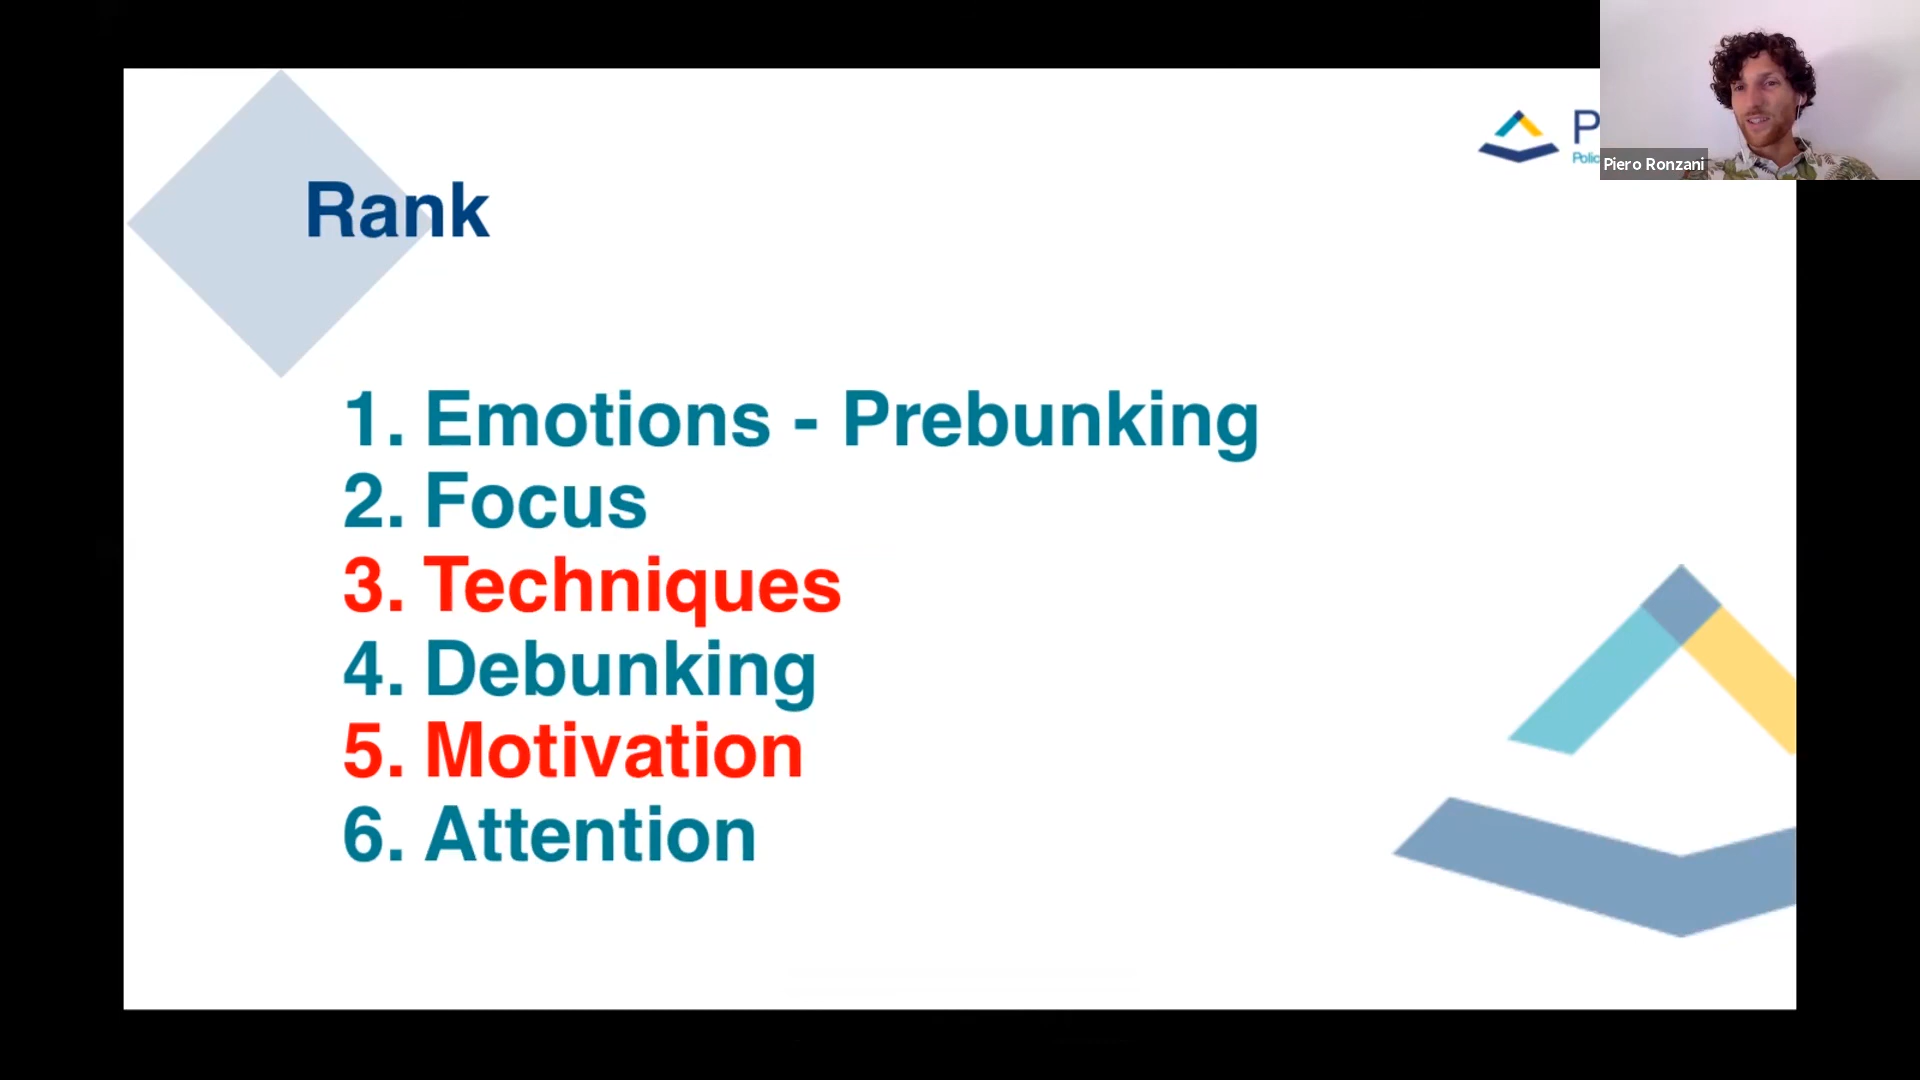 Rank
Piero Ronzani
1. Emotions - Prebunking
2. Focus
3. Techniques
4. Debunking
5. Motivation
6. Attention